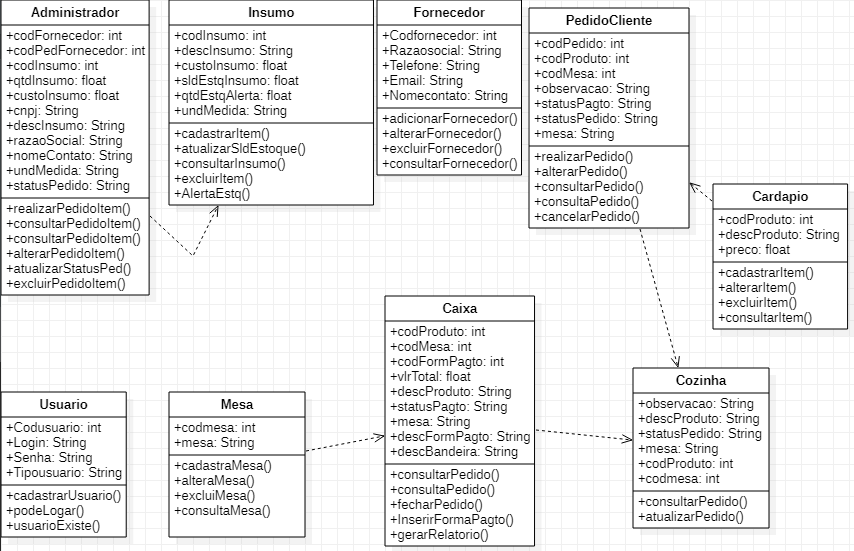 Administrador
+codFornecedor: int
+codPedFornecedor: int
+codInsumo: int
+qtdInsumo: float
+custoInsumo: float
+cnpj: String
+descInsumo: String
+razaoSocial: String
+nomeContato: String
+undMedida: String
+statusPedido: String
+realizarPedidoItem()
+consultarPedidoItem()
+consultarPedidoItem()
+alterarPedidoItem()
+atualizarStatusPed()
+excluirPedidoItem()
Insumo
+codInsumo: int
+descInsumo: String
+custoInsumo: float
+sldEstqInsumo: float
+qtdEstqAlerta: float
+undMedida: String
+cadastrarItem()
+atualizarSldEstoque()
+consultarInsumo()
+excluirItem()
+AlertaEstq()
Fornecedor
+Codfornecedor: int
+Razaosocial: String
+Telefone: String
+Email: String
+Nomecontato: String
+adicionarFornecedor()
+alterarFornecedor()
+excluirFornecedor()
+consultarFornecedor()
PedidoCliente
+codPedido: int
+codProduto: int
+codMesa: int
+observacao: String
+statusPagto: String
+statusPedido: String
+mesa: String
+realizarPedido()
+alterarPedido()
+consultarPedido()
+consultaPedido()
+cancelarPedido()
Cardapio
+codProduto: int
+descProduto: String
+preco: float
+cadastrarItem()
+alterarItem()
+excluirItem()
+consultarItem()
Usuario
+Codusuario: int
+Login: String
+Senha: String
+Tipousuario: String
+cadastrarUsuario()
+podeLogar()
+usuarioExiste()
Mesa
+codmesa: int
+mesa: String
+cadastraMesa()
+alteraMesa()
+excluiMesa()
+consultaMesa()
Caixa
+codProduto: int
+codMesa: int
+codFormPagto: int
+vlrTotal: float
+descProduto: String
+statusPagto: String
+mesa: String
+descFormPagto: String
+descBandeira: String
+consultarPedido()
+consultaPedido()
+fecharPedido()
+InserirFormaPagto()
+gerarRelatorio()
Cozinha
+observacao: String
+descProduto: String
+statusPedido: String
+mesa: String
+codProduto: int
+codmesa: int
+consultarPedido()
+atualizarPedido()